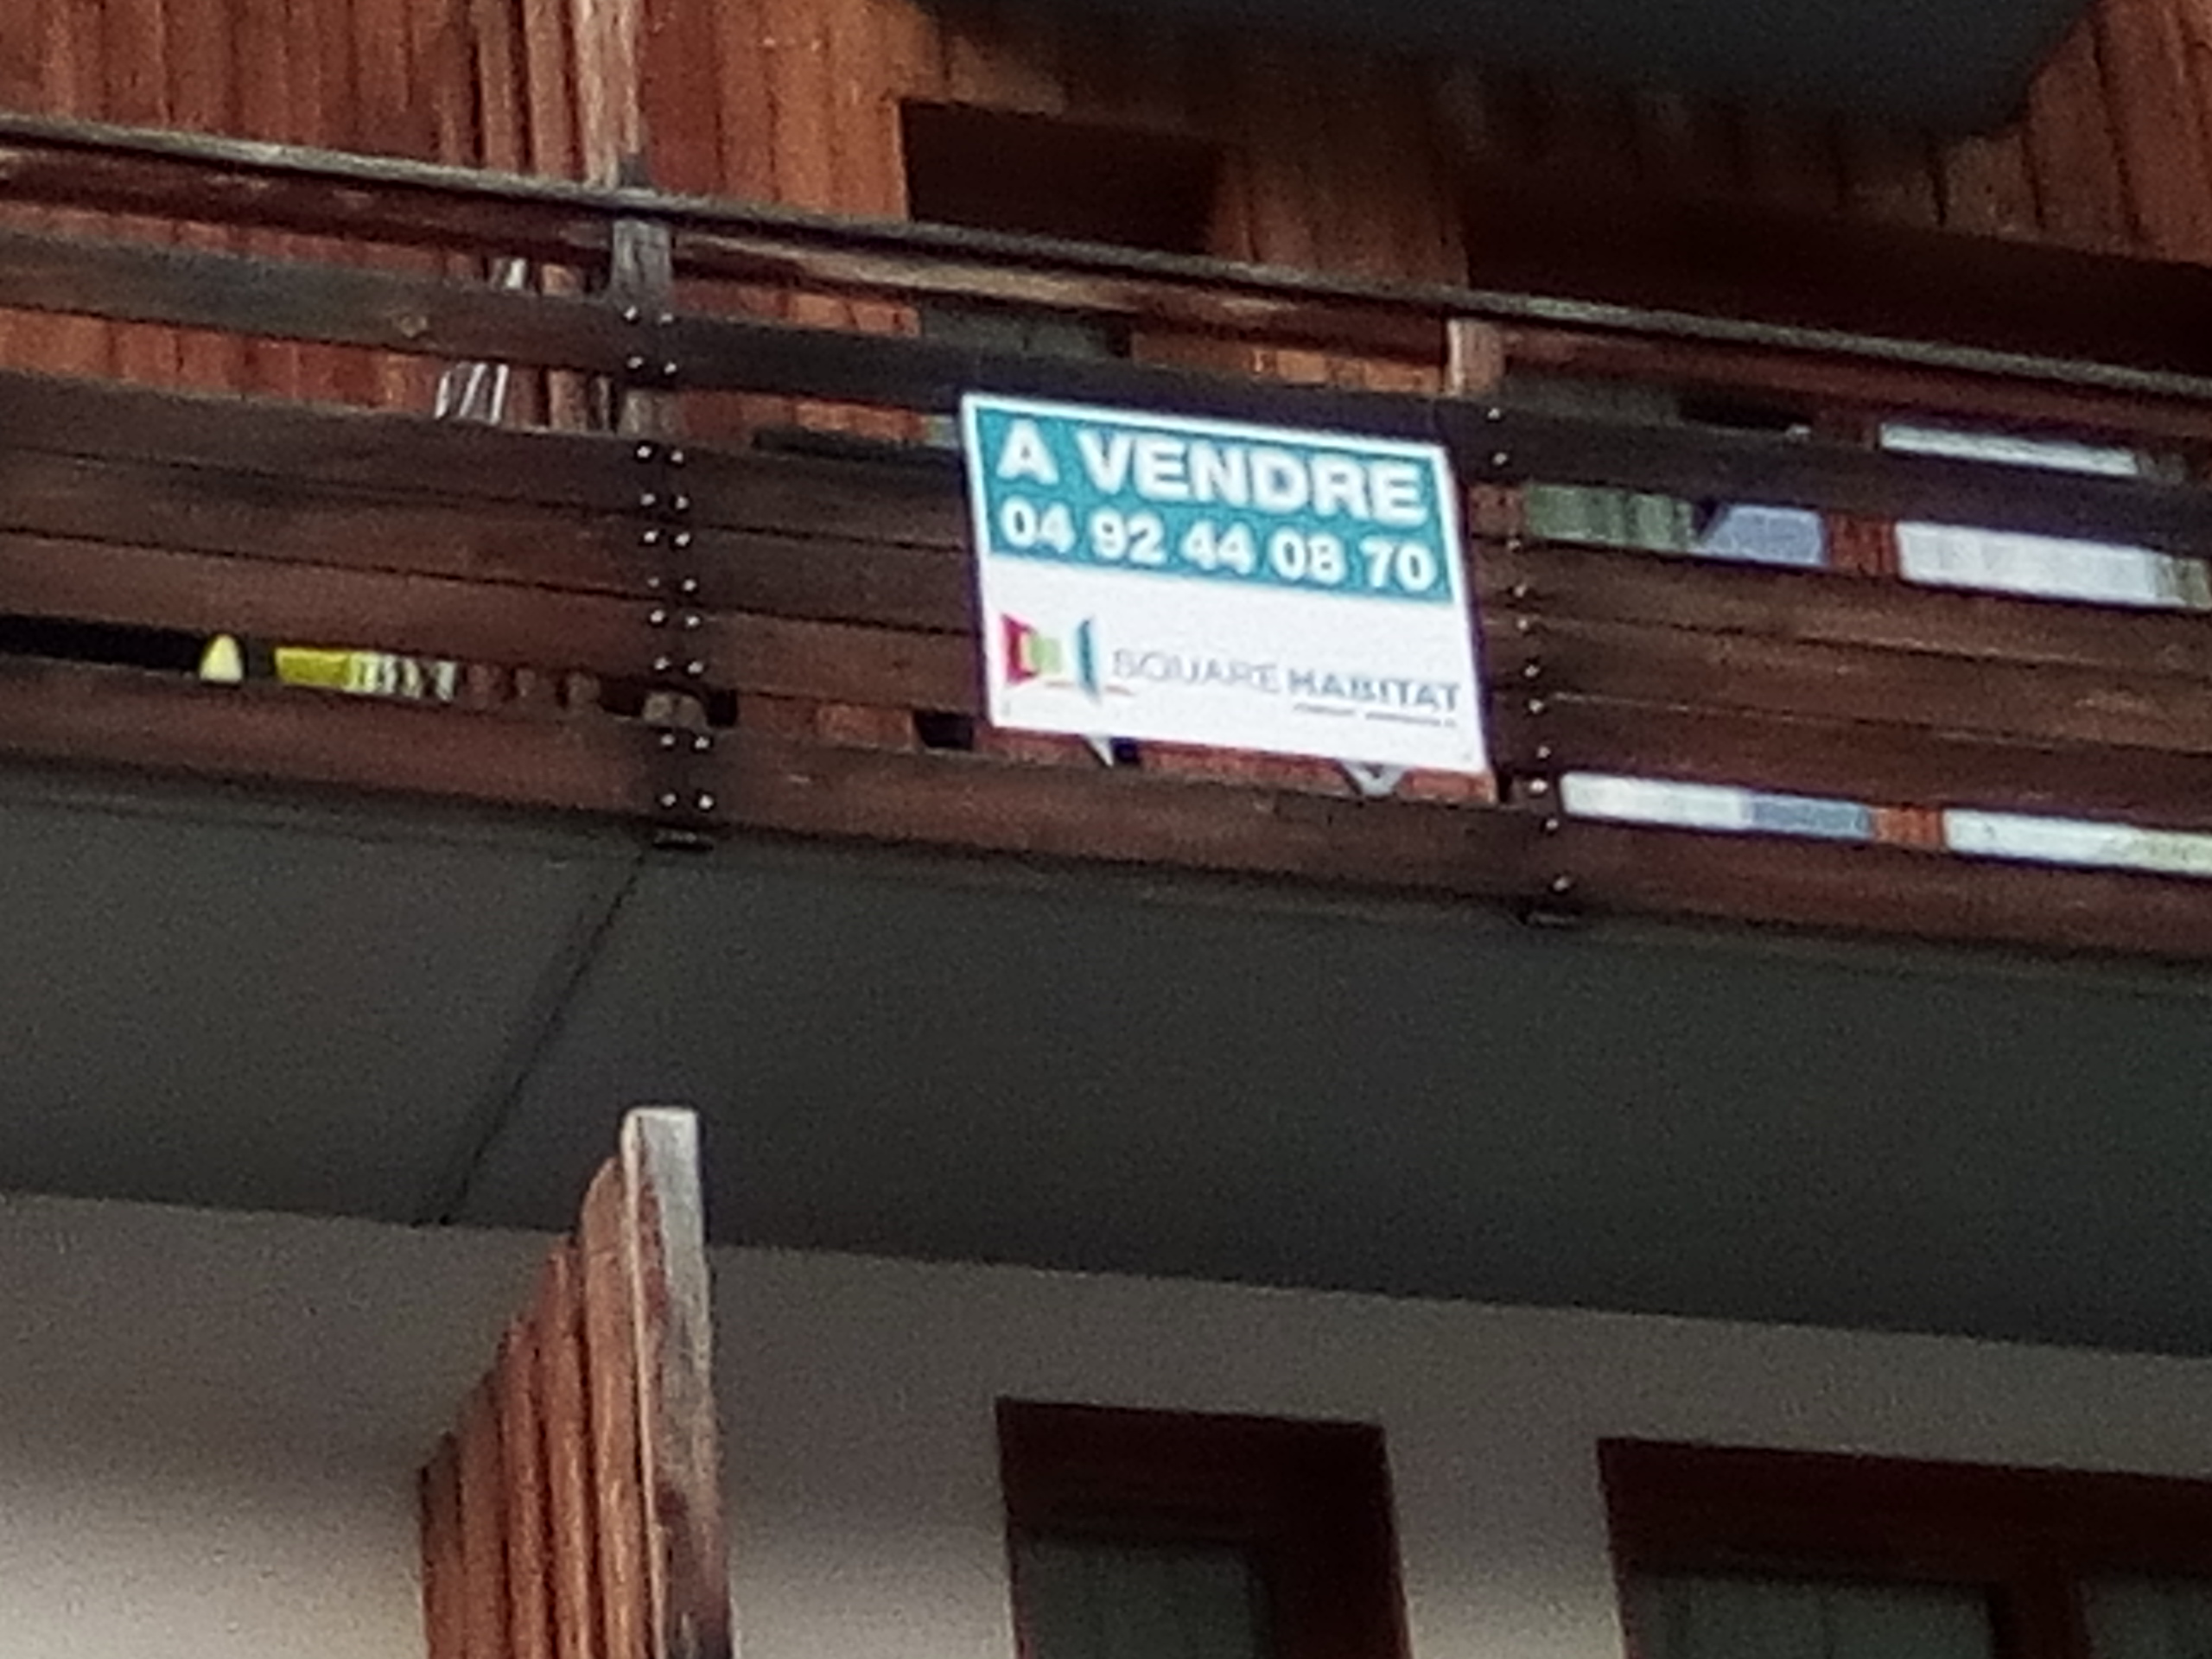 A VENDRE
04 92 44 08 70
SQUARE HABITAT